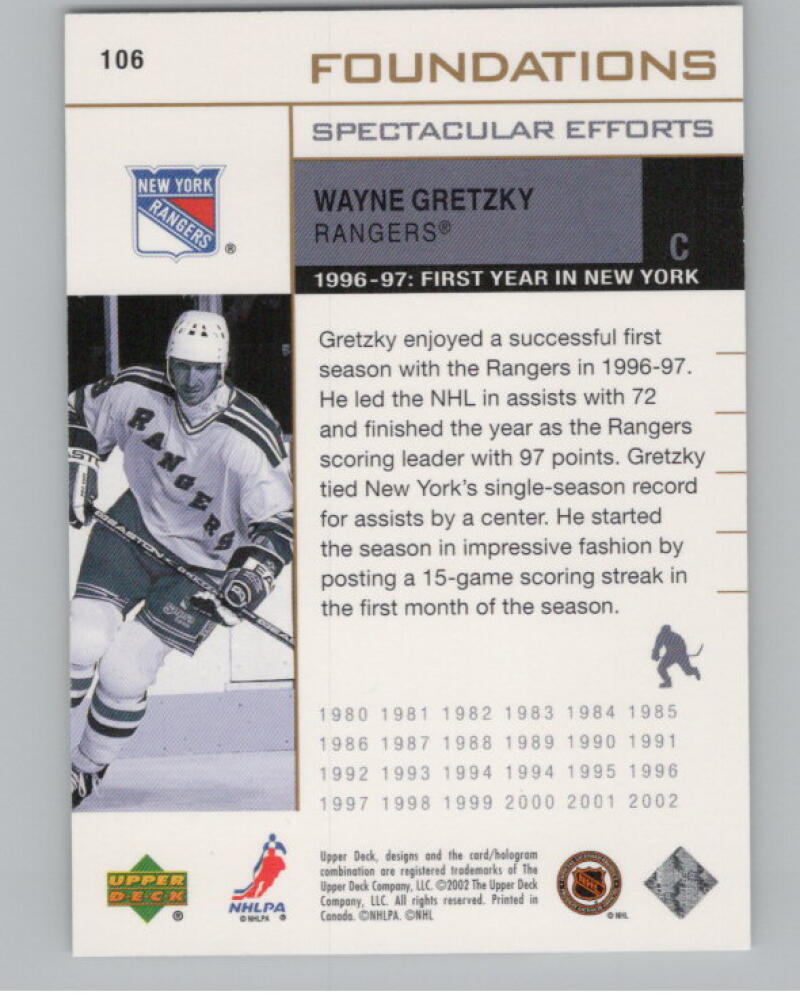 106
FOUNDATIONS
SPECTACULAR EFFORTS
NEW YORK
RANGERS
®
WAYNE GRETZKY
RANGERS®
C
1996-97: FIRST YEAR IN NEW YORK
Gretzky enjoyed a successful first
season with the Rangers in 1996-97.
He led the NHL in assists with 72
and finished the year as the Rangers
scoring leader with 97 points. Gretzky
tied New York's single-season record
for assists by a center. He started
the season in impressive fashion by
posting a 15-game scoring streak in
the first month of the season.
RANGERS
EASTON
1980 1981 1982 1983 1984 1985
1986 1987 1988 1989 1990 1991
1992 1993 1994 1994 1995 1996
1997 1998 1999 2000 2001 2002
UPPER
DECK
®
NHLPA
©NHLPA ®
Upper Deck, designs and the card/hologram
combination are registered trademarks of The
Upper Deck Company, LLC. ©2002 The Upper Deck
Company, LLC. All rights reserved. Printed in
Canada. ©NHLPA. ©NHL
NHL
© NHL